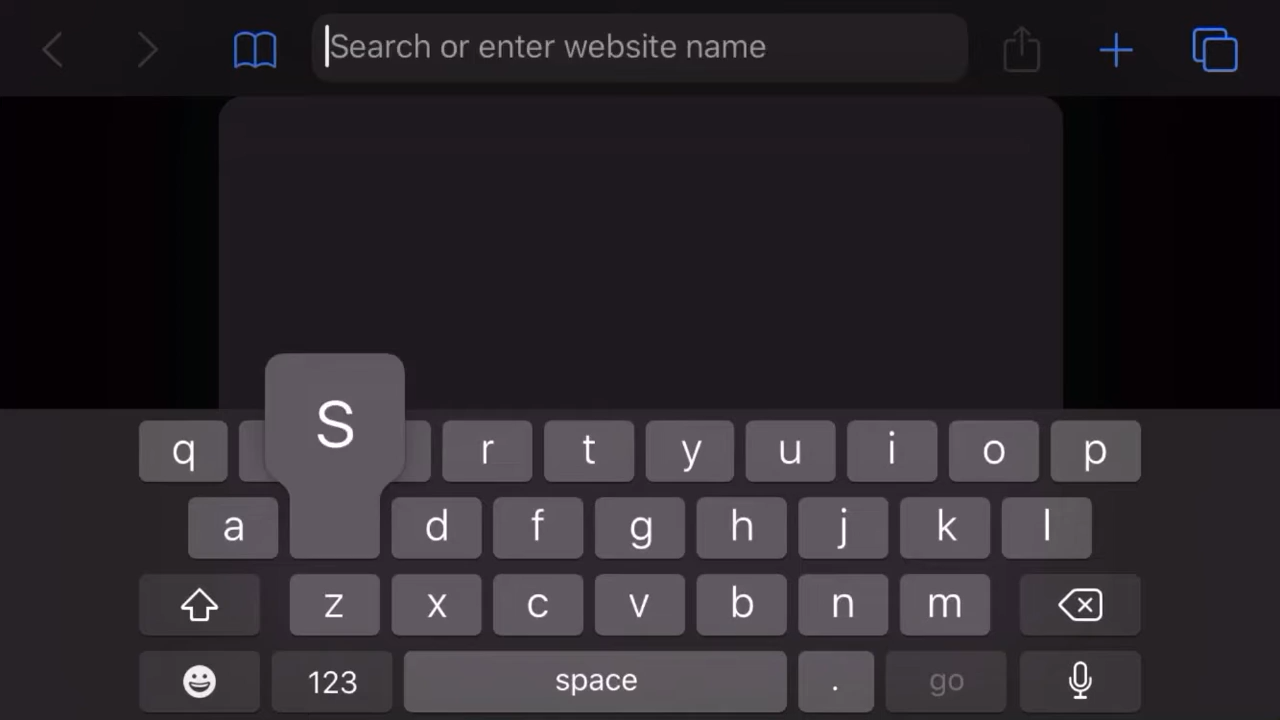 Search or enter website name
S
q r t y u i o p
a d f g h j k l
z x c v b n m
123 space . go